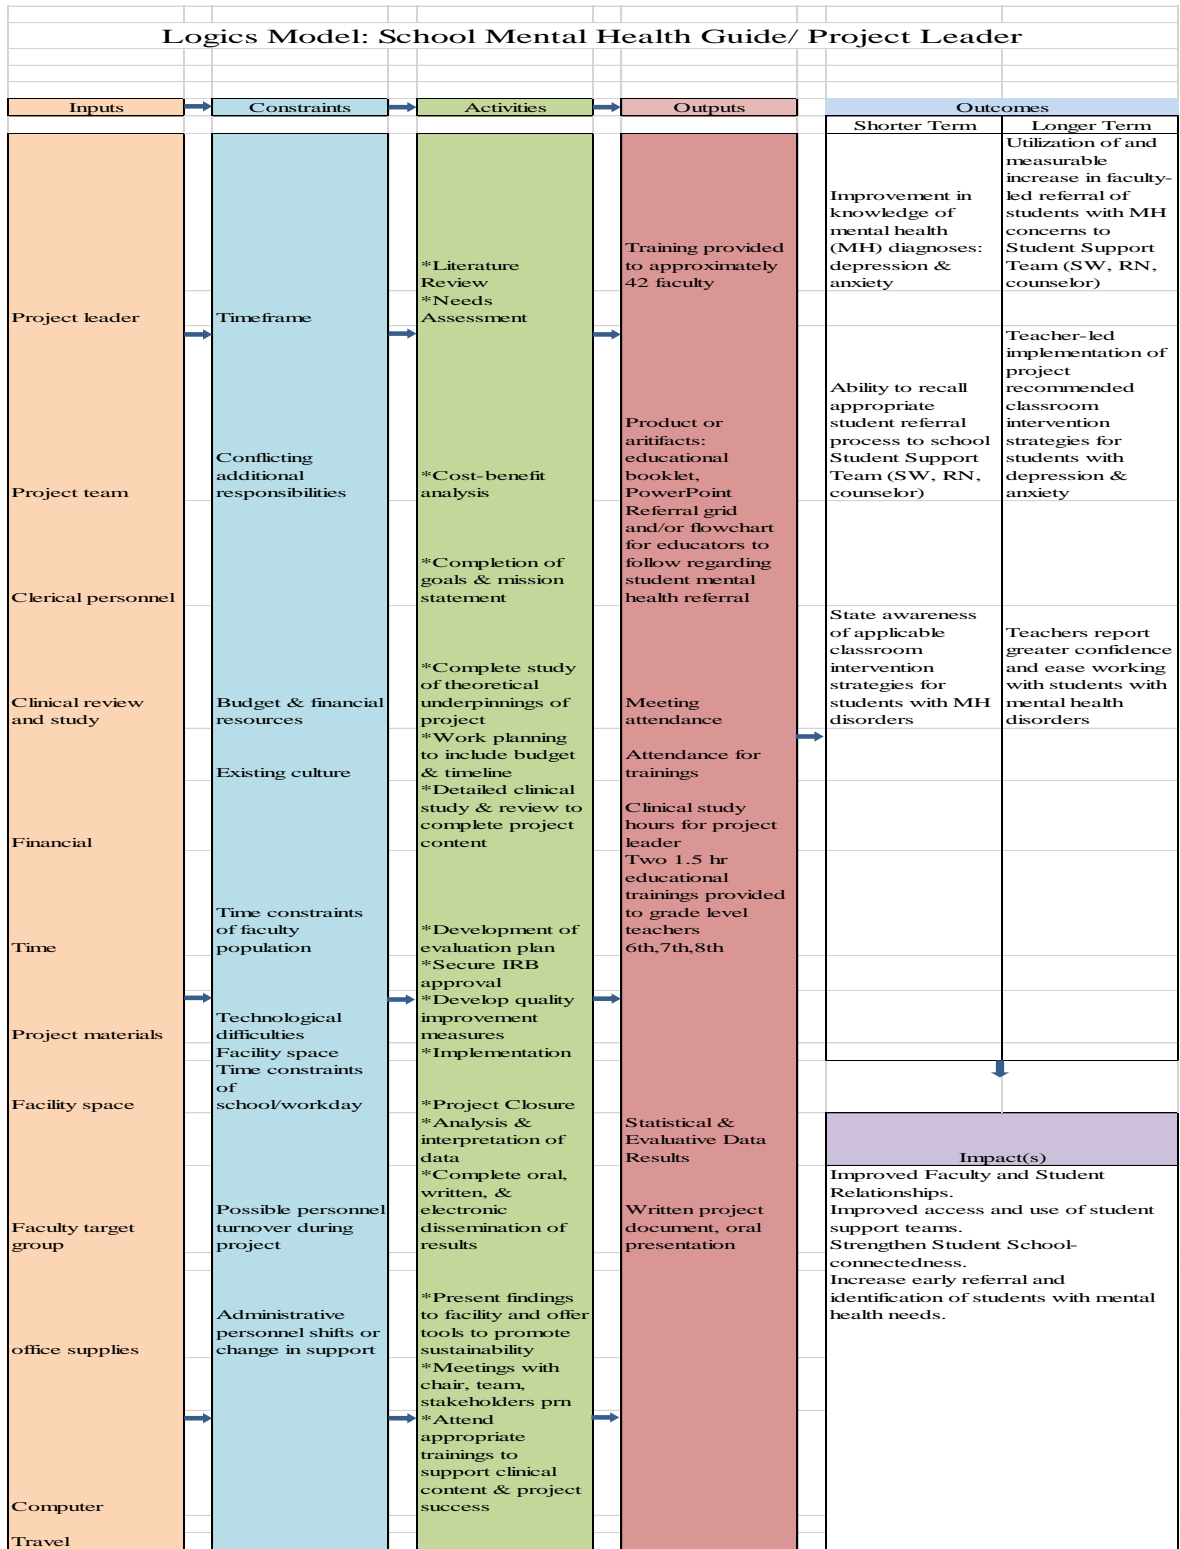 Logics Model: School Mental Health Guide/ Project Leader
Inputs
Constraints
Activities
Outputs
Outcomes
Shorter Term
Longer Term
Project leader
Project team
Clerical personnel
Clinical review
and study
Financial
Time
Project materials
Facility space
Faculty target
group
office supplies
Computer
Travel
Timeframe
Conflicting
additional
responsibilities
Budget & financial
resources
Existing culture
Time constraints
of faculty
population
Technological
difficulties
Facility space
Time constraints
of
school/workday
Possible personnel
turnover during
project
Administrative
personnel shifts or
change in support
*Literature
Review
*Needs
Assessment
*Cost-benefit
analysis
*Completion of
goals & mission
statement
*Complete study
of theoretical
underpinnings of
project
*Work planning
to include budget
& timeline
*Detailed clinical
study & review to
complete project
content
*Development of
evaluation plan
*Secure IRB
approval
*Develop quality
improvement
measures
*Implementation
*Project Closure
*Analysis &
interpretation of
data
*Complete oral,
written, &
electronic
dissemination of
results
*Present findings
to facility and offer
tools to promote
sustainability
*Meetings with
chair, team,
stakeholders prn
*Attend
appropriate
trainings to
support clinical
content & project
success
Training provided
to approximately
42 faculty
Product or
aritifacts:
educational
booklet,
PowerPoint
Referral grid
and/or flowchart
for educators to
follow regarding
student mental
health referral
Meeting
attendance
Attendance for
trainings
Clinical study
hours for project
leader
Two 1.5 hr
educational
trainings provided
to grade level
teachers
6th,7th,8th
Statistical &
Evaluative Data
Results
Written project
document, oral
presentation
Improvement in
knowledge of
mental health
(MH) diagnoses:
depression &
anxiety
Ability to recall
appropriate
student referral
process to school
Student Support
Team (SW, RN,
counselor)
State awareness
of applicable
classroom
intervention
strategies for
students with MH
disorders
Utilization of and
measurable
increase in faculty-
led referral of
students with MH
concerns to
Student Support
Team (SW, RN,
counselor)
Teacher-led
implementation of
project
recommended
classroom
intervention
strategies for
students with
depression &
anxiety
Teachers report
greater confidence
and ease working
with students with
mental health
disorders
Impact(s)
Improved Faculty and Student
Relationships.
Improved access and use of student
support teams.
Strengthen Student School-
connectedness.
Increase early referral and
identification of students with mental
health needs.